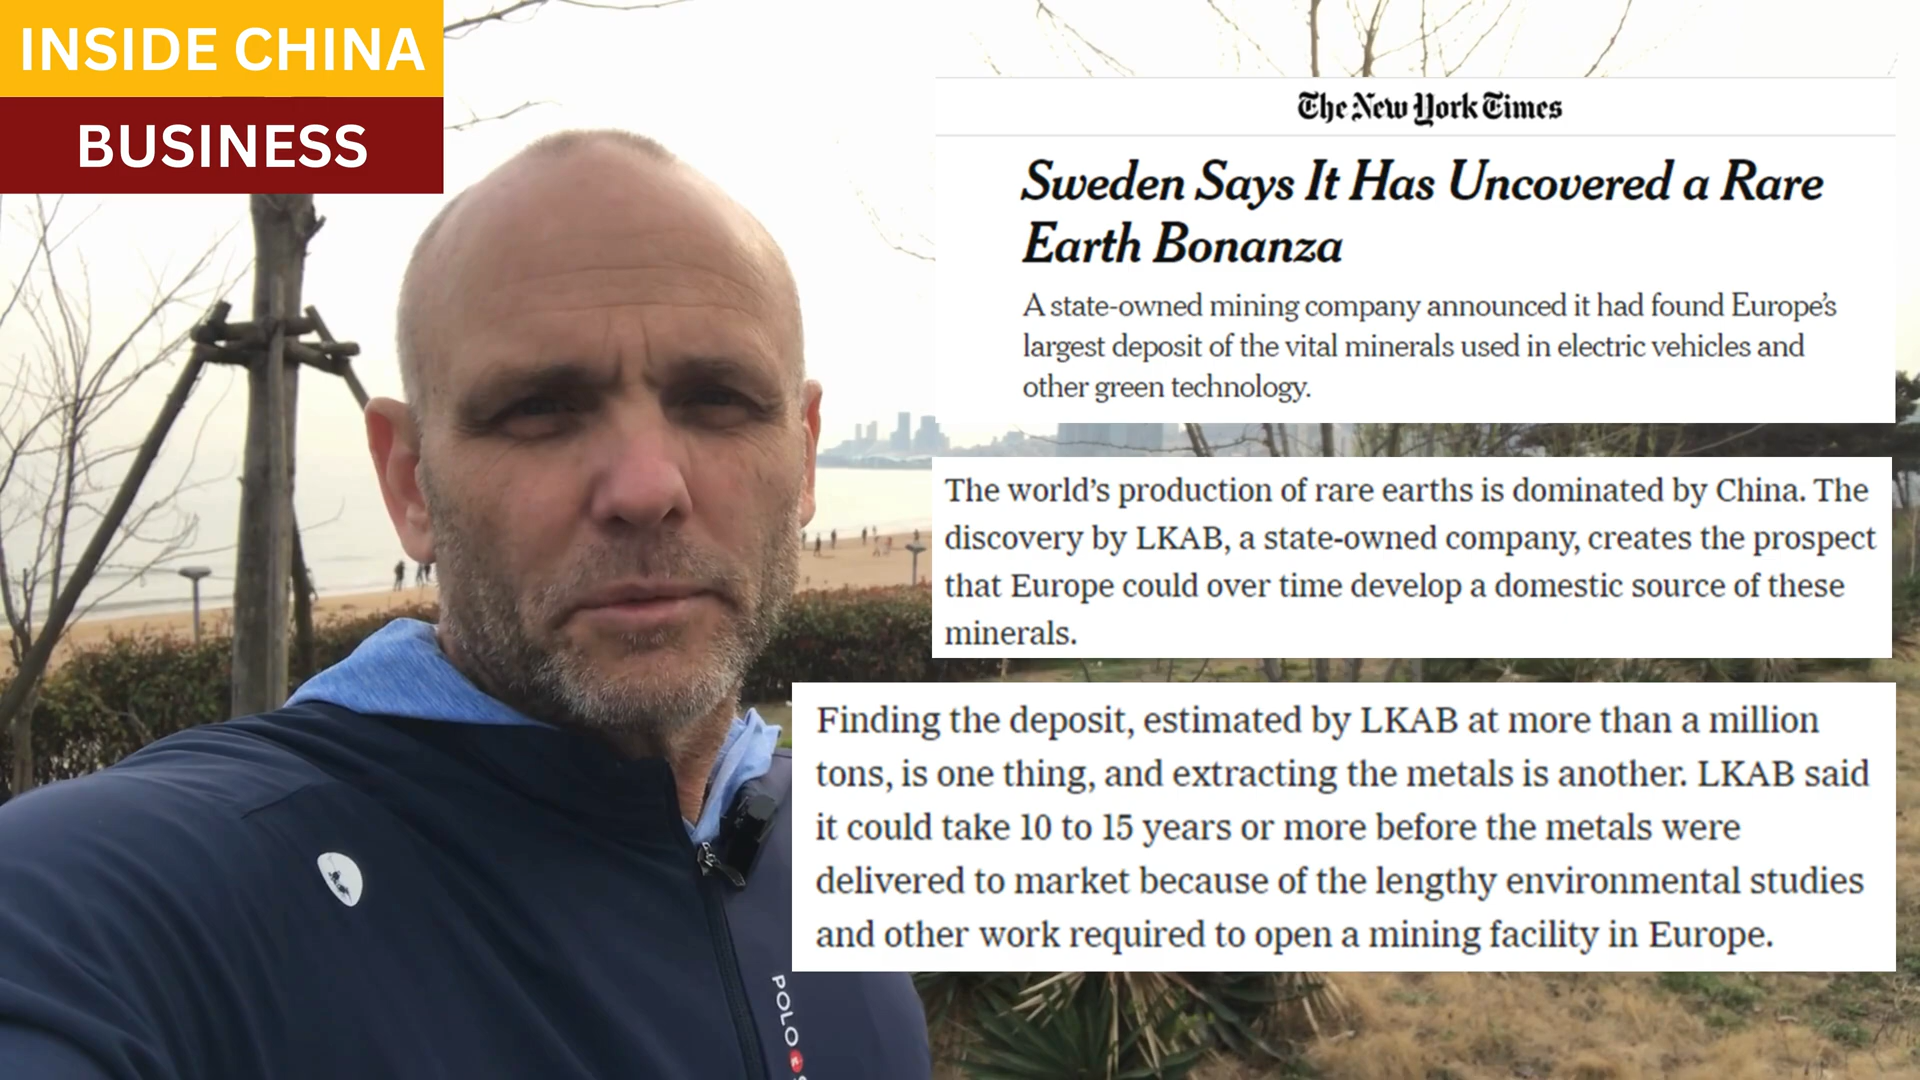 INSIDE CHINA
BUSINESS
The New York Times
Sweden Says It Has Uncovered a Rare
Earth Bonanza
A state-owned mining company announced it had found Europe's
largest deposit of the vital minerals used in electric vehicles and
other green technology.
The world's production of rare earths is dominated by China. The
discovery by LKAB, a state-owned company, creates the prospect
that Europe could over time develop a domestic source of these
minerals.
Finding the deposit, estimated by LKAB at more than a million
tons, is one thing, and extracting the metals is another. LKAB said
it could take 10 to 15 years or more before the metals were
delivered to market because of the lengthy environmental studies
and other work required to open a mining facility in Europe.
POLO